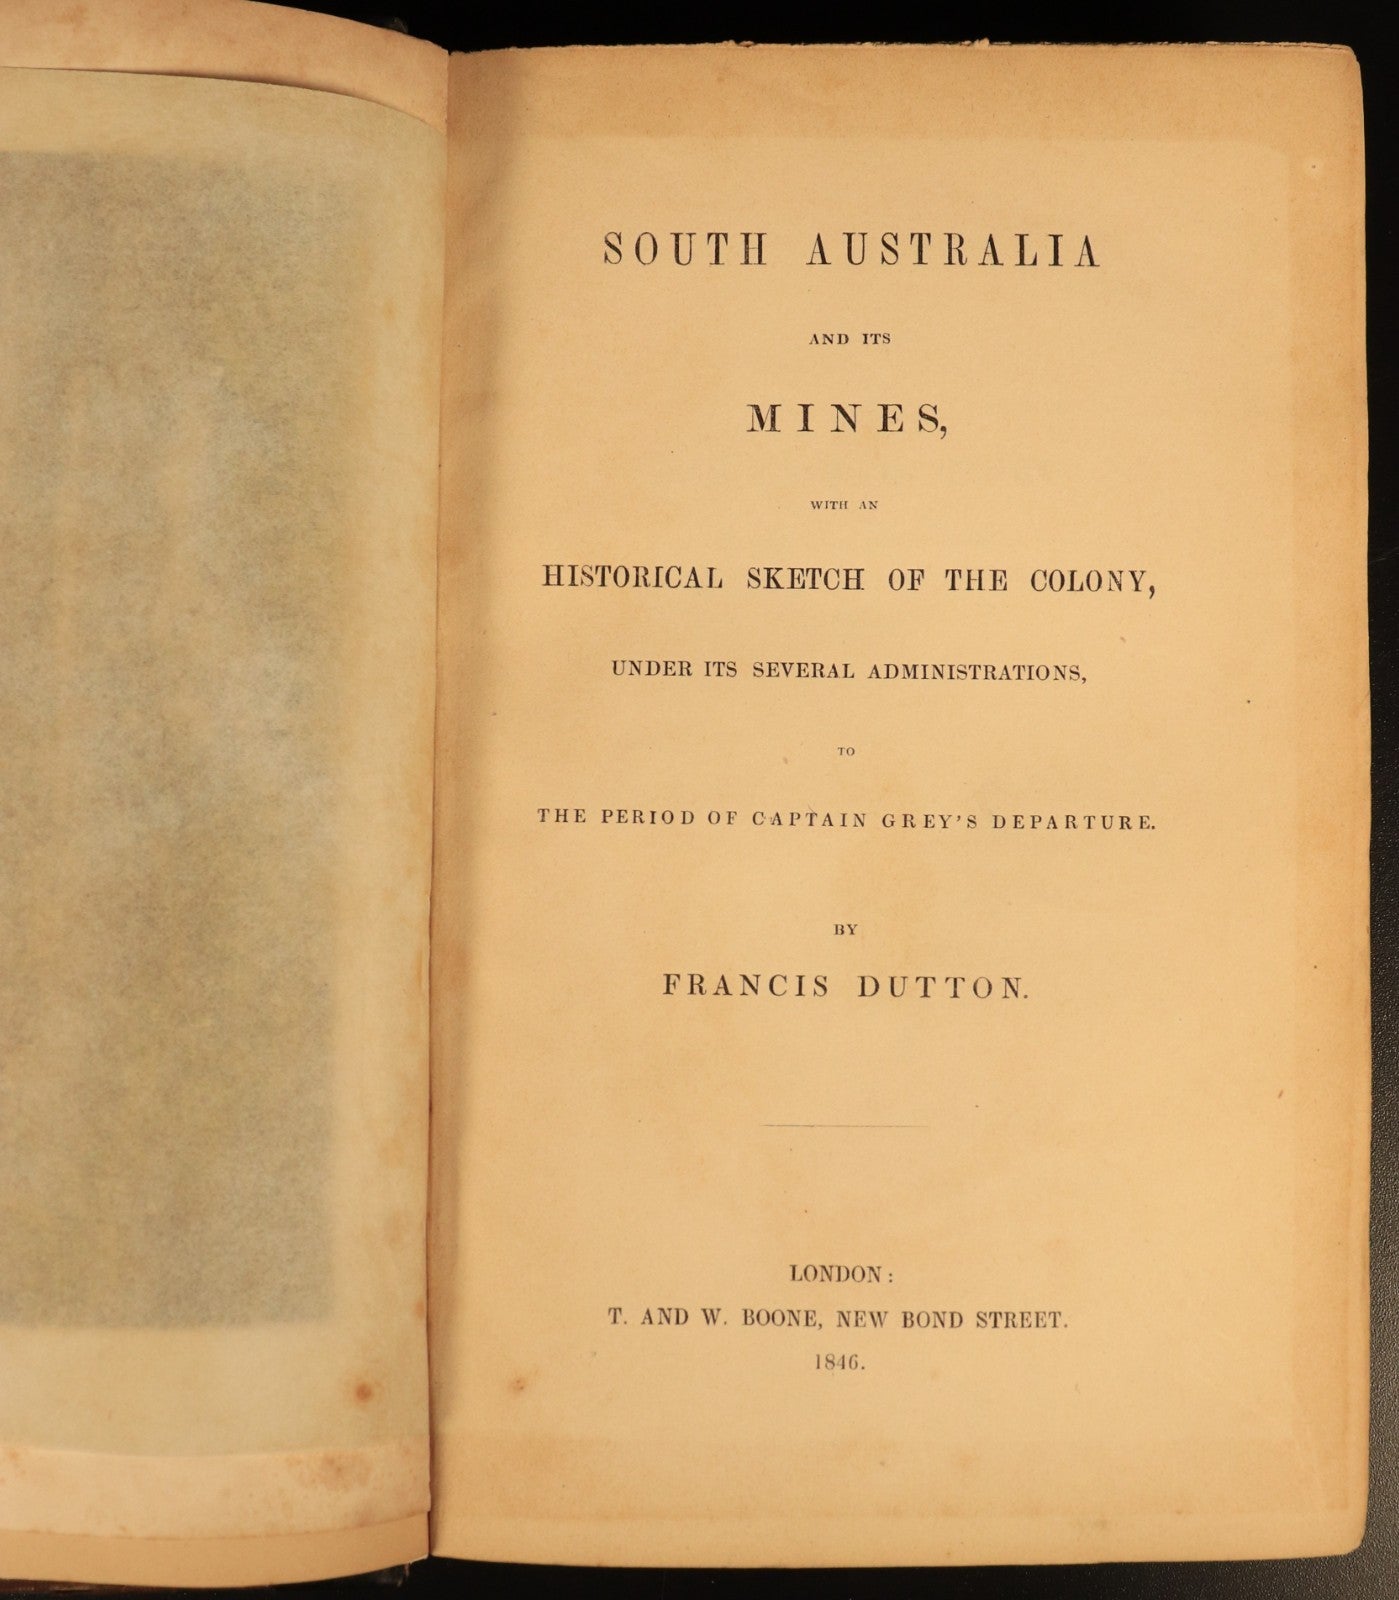 SOUTH AUSTRALIA
AND ITS
MINES,
WITH AN
HISTORICAL SKETCH OF THE COLONY,
UNDER ITS SEVERAL ADMINISTRATIONS,
TO
THE PERIOD OF CAPTAIN GREY'S DEPARTURE.
BY
FRANCIS DUTTON.
LONDON:
T. AND W. BOONE, NEW BOND STREET.
1846.